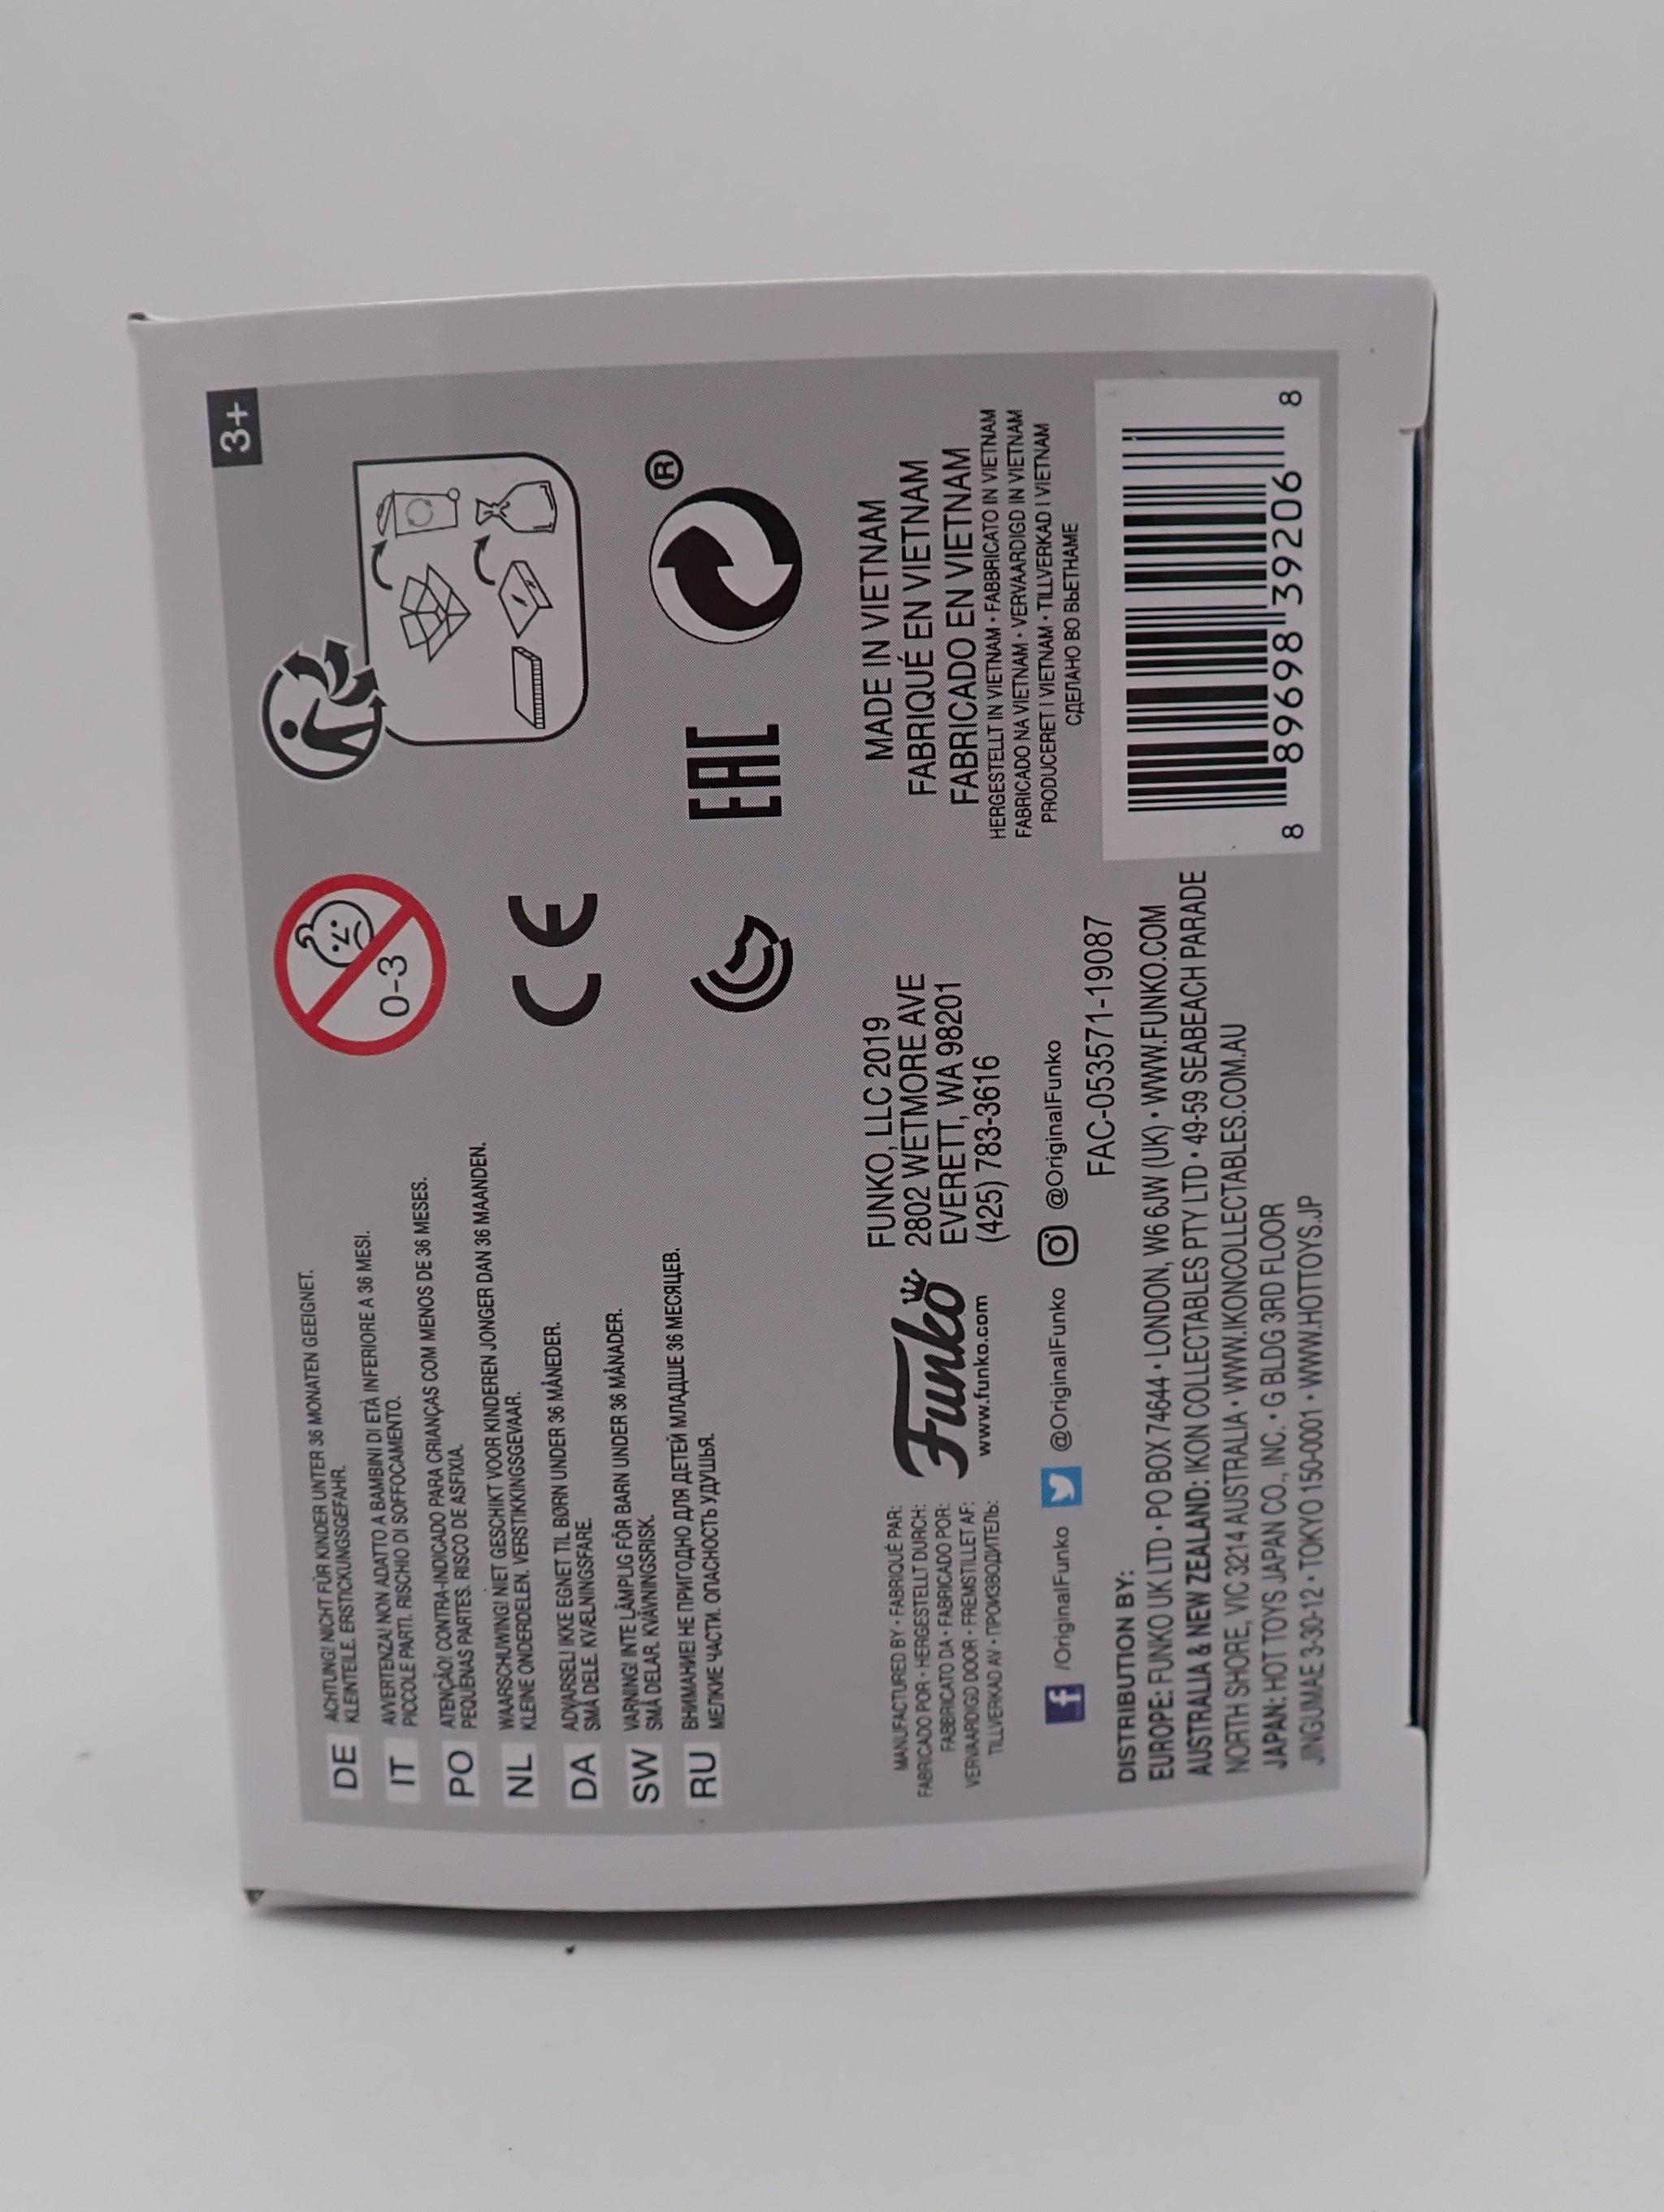 3+
DE
ACHTUNG! NICHT FÜR KINDER UNTER 36 MONATEN GEEIGNET.
KLEINTEILE. ERSTICKUNGSGEFAHR.
IT
AVVERTENZA! NON ADATTO A BAMBINI DI ETÀ INFERIORE A 36 MESI.
PICCOLE PARTI. RISCHIO DI SOFFOCAMENTO.
PO
ATENÇÃO! CONTRA-INDICADO PARA CRIANÇAS COM MENOS DE 36 MESES.
PEQUENAS PARTES. RISCO DE ASFIXIA.
NL
WAARSCHUWING! NIET GESCHIKT VOOR KINDEREN JONGER DAN 36 MAANDEN.
KLEINE ONDERDELEN. VERSTIKKINGSGEVAAR.
DA
ADVARSEL! IKKE EGNET TIL BØRN UNDER 36 MÅNEDER.
SMÅ DELE. KVÆLNINGSFARE.
SW
VARNING! INTE LÄMPLIG FÖR BARN UNDER 36 MÅNADER.
SMÅ DELAR. KVÄVNINGSRISK.
RU
ВНИМАНИЕ! НЕ ПРИГОДНО ДЛЯ ДЕТЕЙ МЛАДШЕ 36 МЕСЯЦЕВ.
МЕЛКИЕ ЧАСТИ. ОПАСНОСТЬ УДУШЬЯ.
0-3
CE
EAC
®
MANUFACTURED BY • FABRIQUÉ PAR:
FABRICADO POR • HERGESTELLT DURCH:
FABBRICATO DA • FABRICADO POR:
VERVAARDIGD DOOR • FREMSTILLET AF:
TILLVERKAD AV • ПРОИЗВОДИТЕЛЬ:
Funko
www.funko.com
FUNKO, LLC 2019
2802 WETMORE AVE
EVERETT, WA 98201
(425) 783-3616
MADE IN VIETNAM
FABRIQUÉ EN VIETNAM
FABRICADO EN VIETNAM
HERGESTELLT IN VIETNAM • FABBRICATO IN VIETNAM
FABRICADO NA VIETNAM • VERVAARDIGD IN VIETNAM
PRODUCERET I VIETNAM • TILLVERKAD I VIETNAM
СДЕЛАНО ВО ВЬЕТНАМЕ
f /OriginalFunko @OriginalFunko @OriginalFunko
FAC-053571-19087
DISTRIBUTION BY:
EUROPE: FUNKO UK LTD • PO BOX 74644 • LONDON, W6 6JW (UK) • WWW.FUNKO.COM
AUSTRALIA & NEW ZEALAND: IKON COLLECTABLES PTY LTD • 49-59 SEABEACH PARADE
NORTH SHORE, VIC 3214 AUSTRALIA • WWW.IKONCOLLECTABLES.COM.AU
JAPAN: HOT TOYS JAPAN CO., INC. • G BLDG 3RD FLOOR
JINGUMAE 3-30-12 • TOKYO 150-0001 • WWW.HOTTOYS.JP
8 89698 39206 8